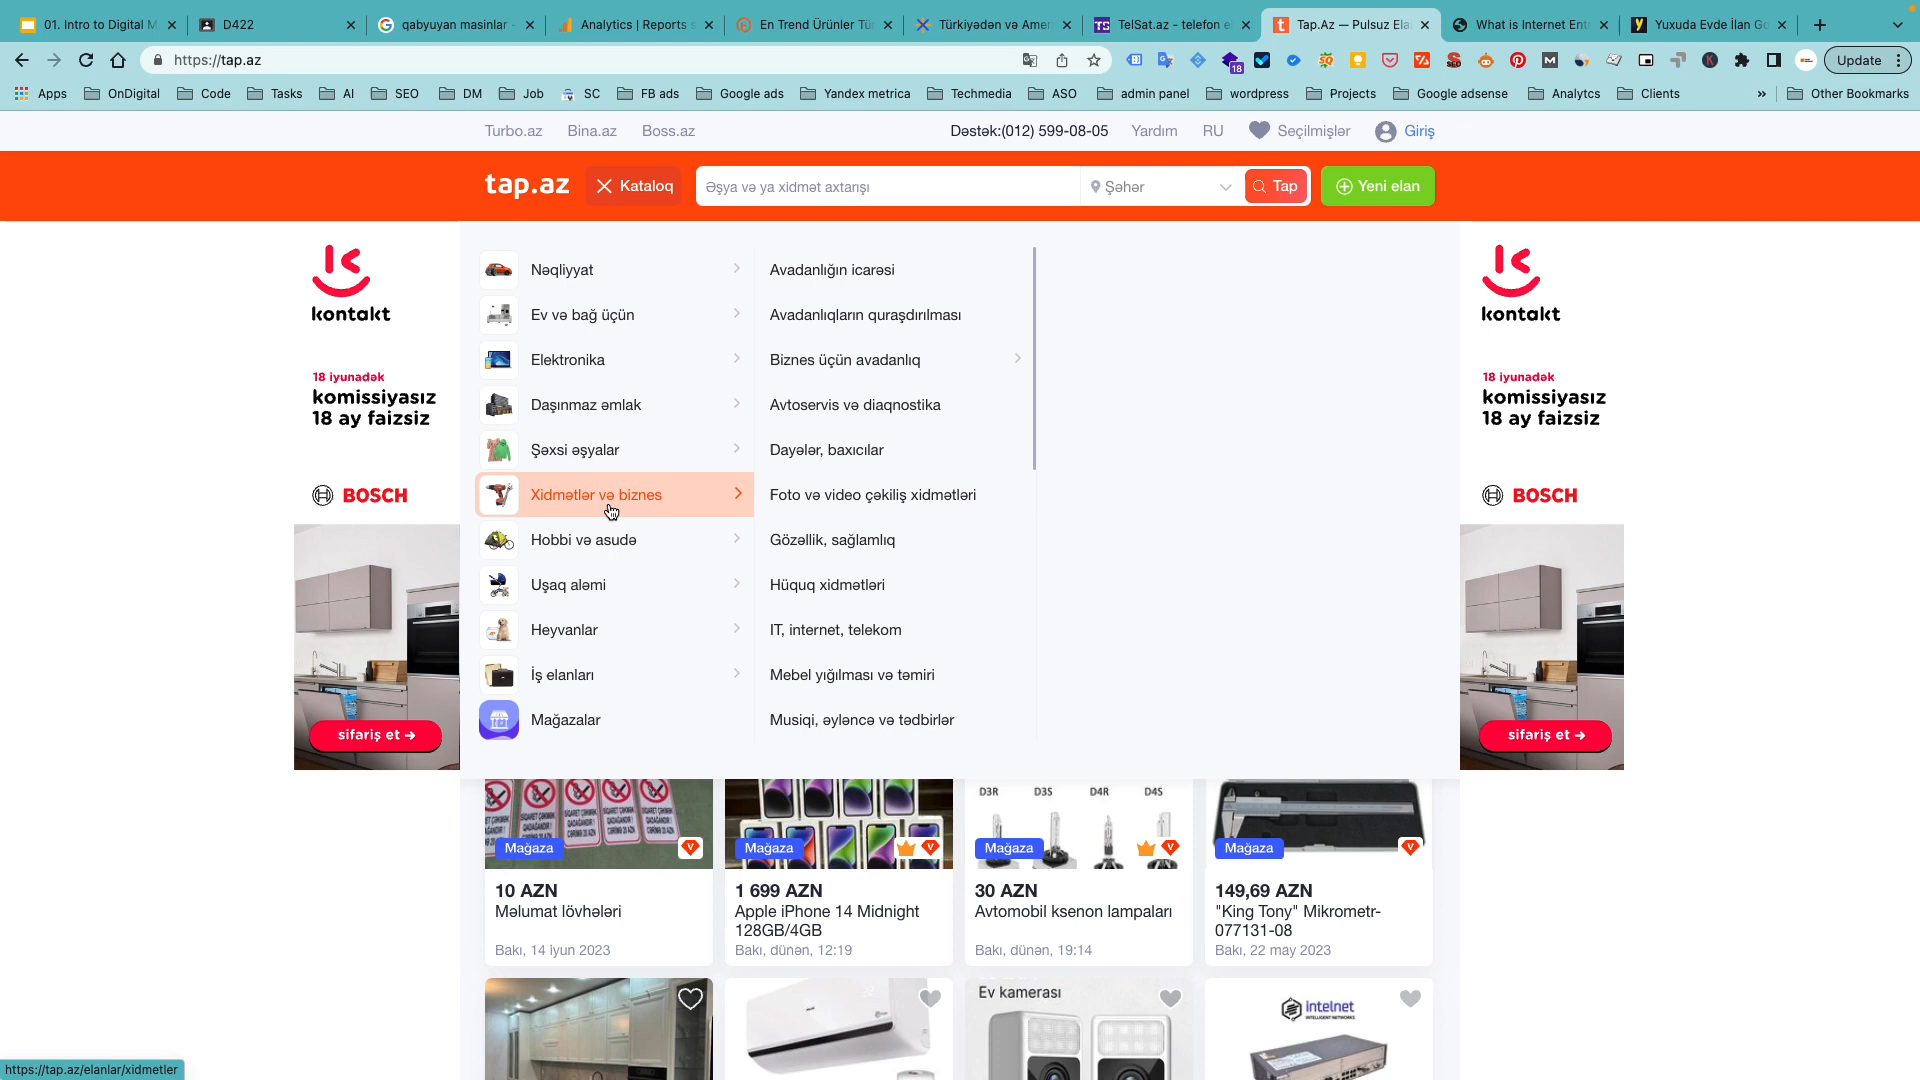 01. Intro to Digital M
D422
qabyuyan masinlar -
Analytics | Reports s
En Trend Ürünler Tür
Türkiyədən və Amer
TelSat.az - telefon e
Tap.Az — Pulsuz Ela
What is Internet Ent
Yuxuda Evde İlan Go
https://tap.az
18
Update
Apps
OnDigital
Code
Tasks
AI
SEO
DM
Job
SC
FB ads
Google ads
Yandex metrica
Techmedia
ASO
admin panel
wordpress
Projects
Google adsense
Analytcs
Clients
»
Other Bookmarks
Turbo.az
Bina.az
Boss.az
Dəstək:(012) 599-08-05
Yardım
RU
Seçilmişlər
Giriş
tap.az
Kataloq
Əşya və ya xidmət axtarışı
Şəhər
Tap
Yeni elan
kontakt
18 iyunadək
komissiyasız
18 ay faizsiz
BOSCH
sifariş et →
Nəqliyyat
Ev və bağ üçün
Elektronika
Daşınmaz əmlak
Şəxsi əşyalar
Xidmətlər və biznes
Hobbi və asudə
Uşaq aləmi
Heyvanlar
İş elanları
Mağazalar
Avadanlığın icarəsi
Avadanlıqların quraşdırılması
Biznes üçün avadanlıq
Avtoservis və diaqnostika
Dayələr, baxıcılar
Foto və video çəkiliş xidmətləri
Gözəllik, sağlamlıq
Hüquq xidmətləri
IT, internet, telekom
Mebel yığılması və təmiri
Musiqi, əyləncə və tədbirlər
kontakt
18 iyunadək
komissiyasız
18 ay faizsiz
BOSCH
sifariş et →
D3R
D3S
D4R
D4S
Mağaza
Mağaza
Mağaza
Mağaza
10 AZN
Məlumat lövhələri
Bakı, 14 iyun 2023
1 699 AZN
Apple iPhone 14 Midnight
128GB/4GB
Bakı, dünən, 12:19
30 AZN
Avtomobil ksenon lampaları
Bakı, dünən, 19:14
149,69 AZN
"King Tony" Mikrometr-
077131-08
Bakı, 22 may 2023
Ev kamerası
intelnet
INTELLIGENT NETWORKS
https://tap.az/elanlar/xidmetler